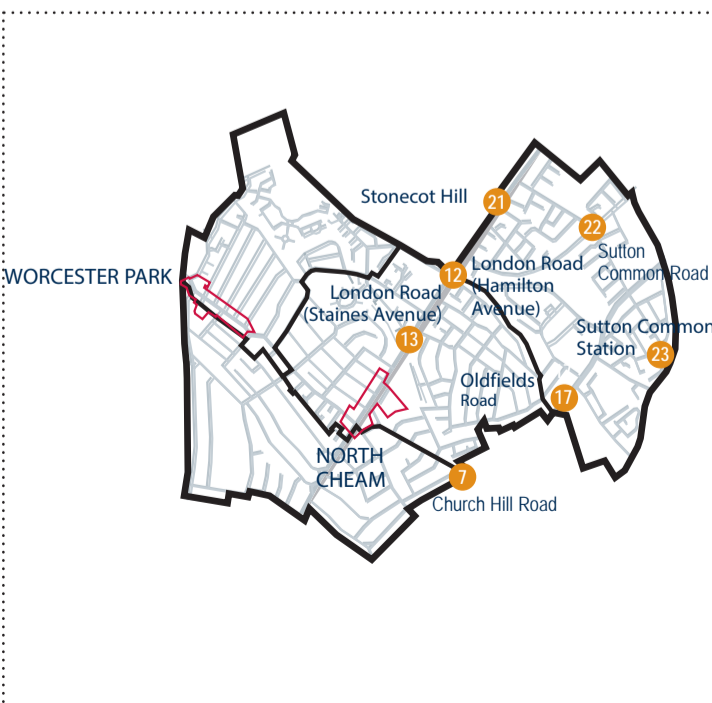 Stonecot Hill
21
22
Sutton
Common Road
WORCESTER PARK
12
London Road
(Hamilton
Avenue)
London Road
(Staines Avenue)
13
Sutton Common
Station
23
Oldfields
Road
17
NORTH
CHEAM
7
Church Hill Road